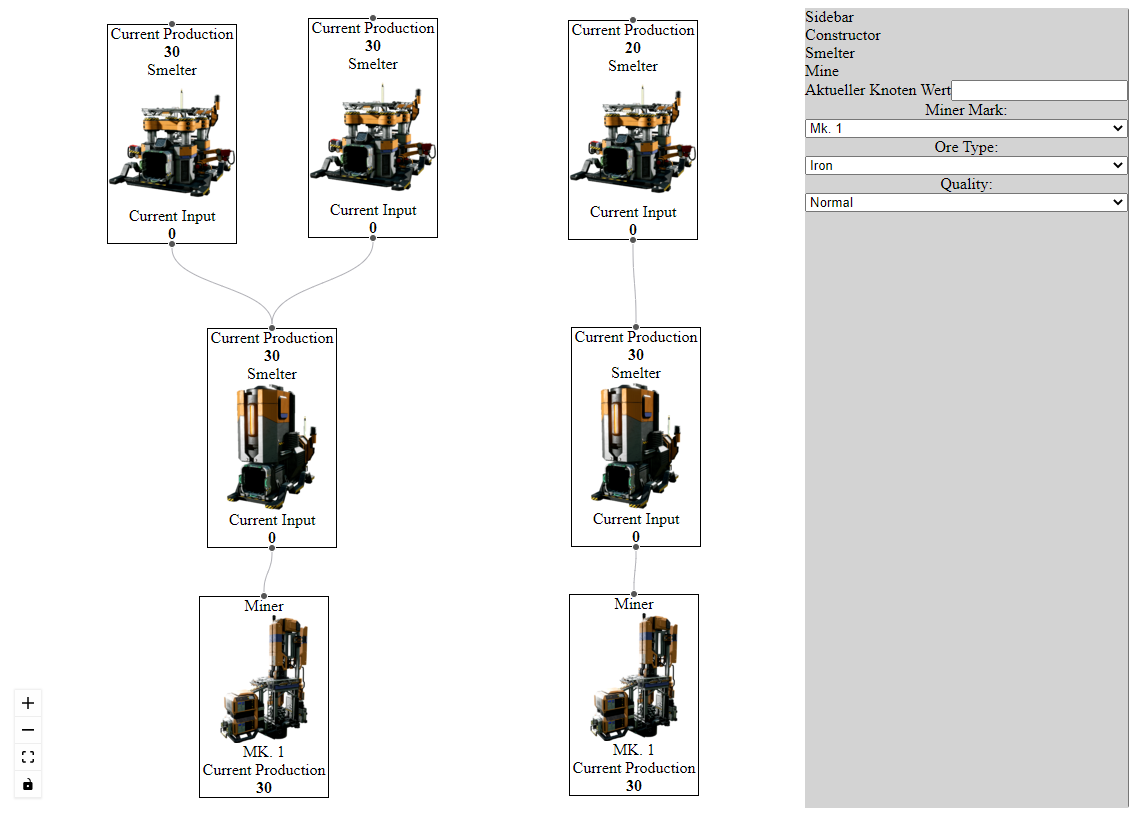 Current Production
30
Smelter
Current Input
0
Current Production
30
Smelter
Current Input
0
Current Production
20
Smelter
Current Input
0
Current Production
30
Smelter
Current Input
0
Current Production
30
Smelter
Current Input
0
Miner
MK. 1
Current Production
30
Miner
MK. 1
Current Production
30
Sidebar
Constructor
Smelter
Mine
Aktueller Knoten Wert
Miner Mark:
Mk. 1
Ore Type:
Iron
Quality:
Normal